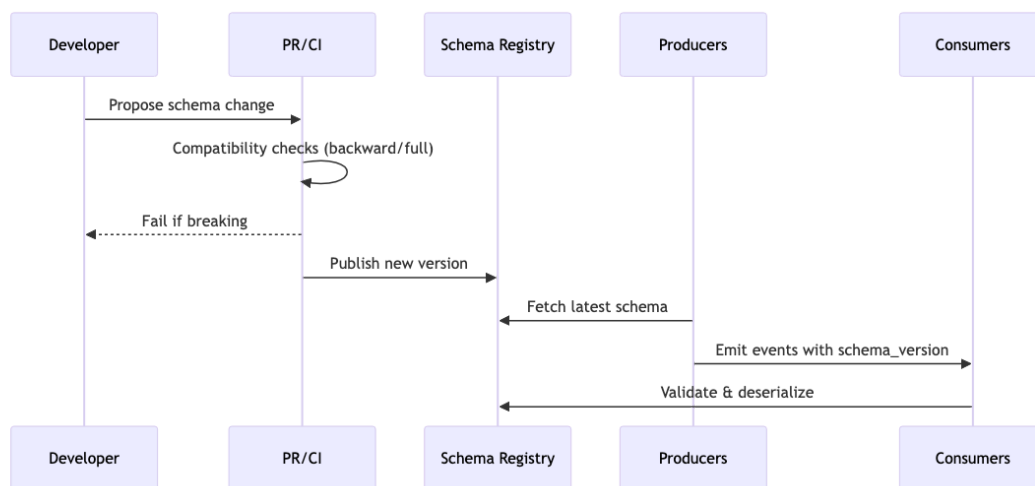 Developer
PR/CI
Schema Registry
Producers
Consumers
Propose schema change
Compatibility checks (backward/full)
Fail if breaking
Publish new version
Fetch latest schema
Emit events with schema_version
Validate & deserialize
Developer
PR/CI
Schema Registry
Producers
Consumers